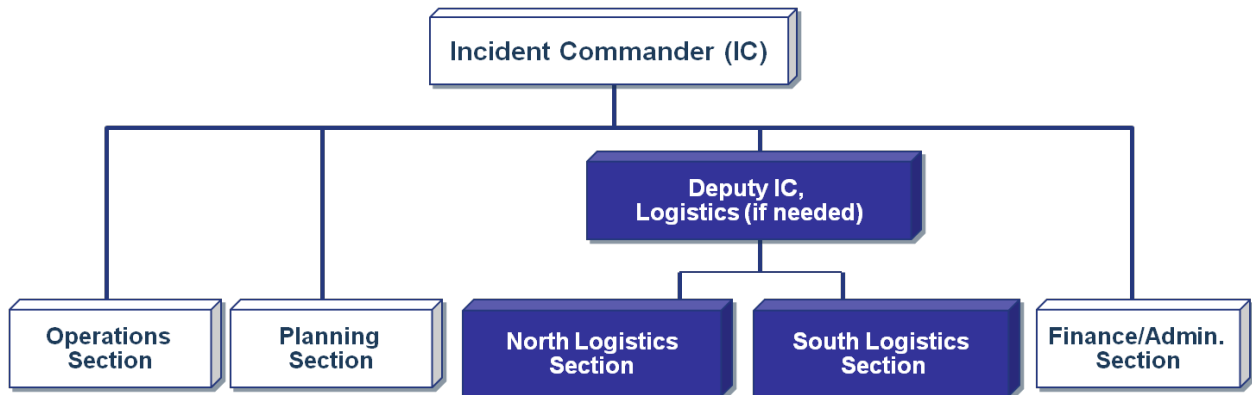 Incident Commander (IC)
Deputy IC,
Logistics (if needed)
Operations
Section
Planning
Section
North Logistics
Section
South Logistics
Section
Finance/Admin.
Section